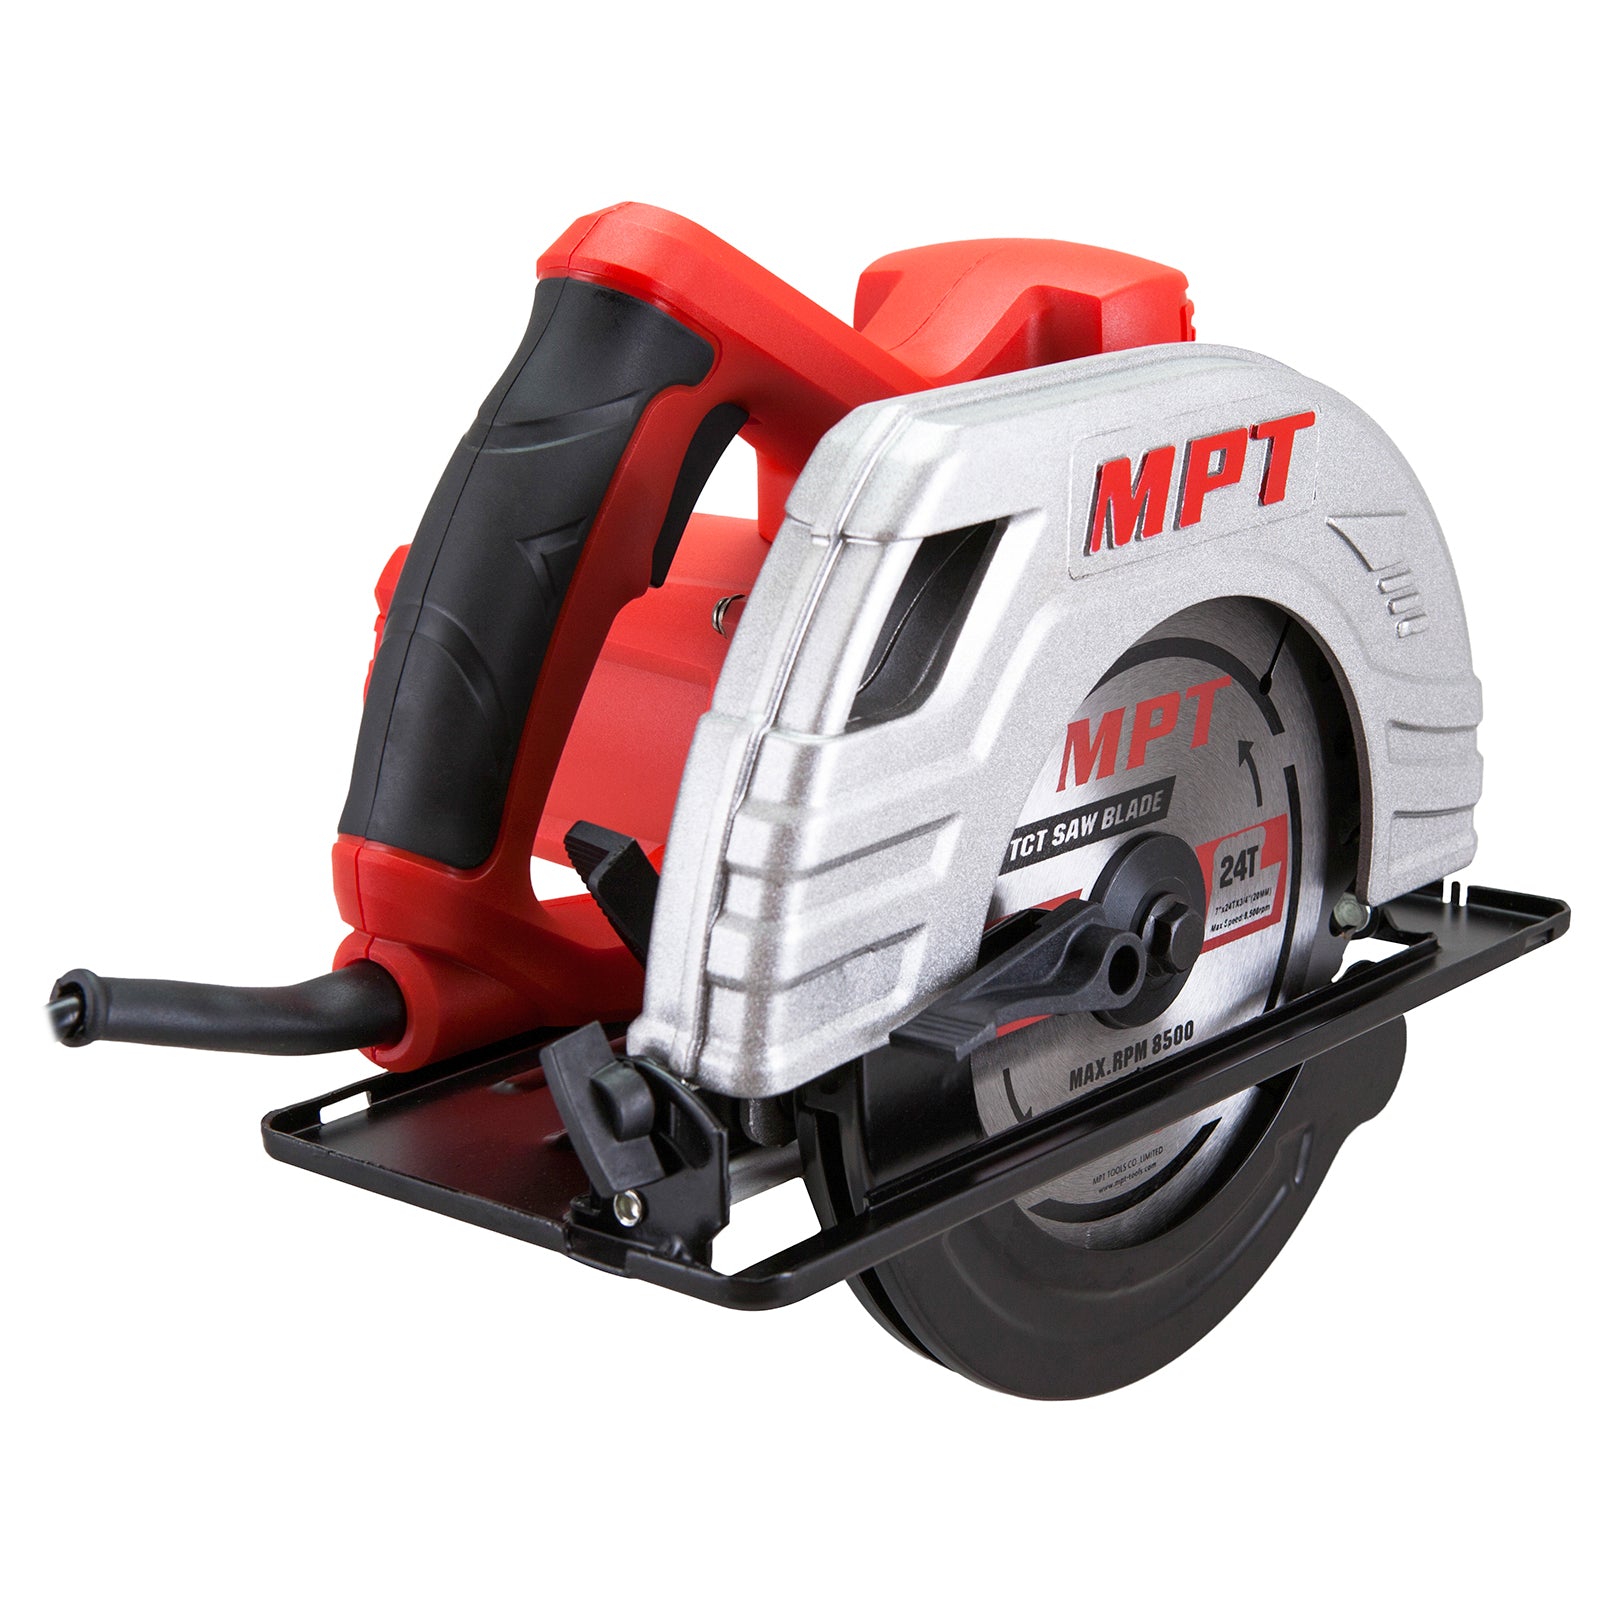 MPT
MPT
TCT SAW BLADE
24T
7"x24TX3/4"(20MM)
Max Speed:8,500rpm
MAX.RPM 8500
MPT TOOLS CO.,LIMITED
www.mpt-tools.com